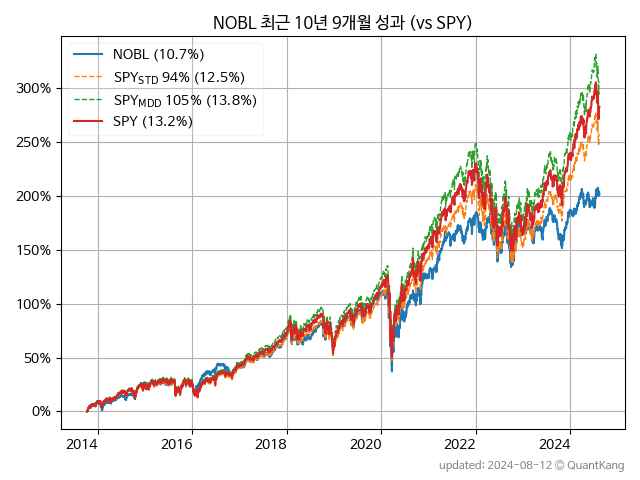 NOBL 최근 10년 9개월 성과 (vs SPY)
NOBL (10.7%)
SPY_STD 94% (12.5%)
SPY_MDD 105% (13.8%)
SPY (13.2%)
300%
250%
200%
150%
100%
50%
0%
2014 2016 2018 2020 2022 2024
updated: 2024-08-12 © QuantKang